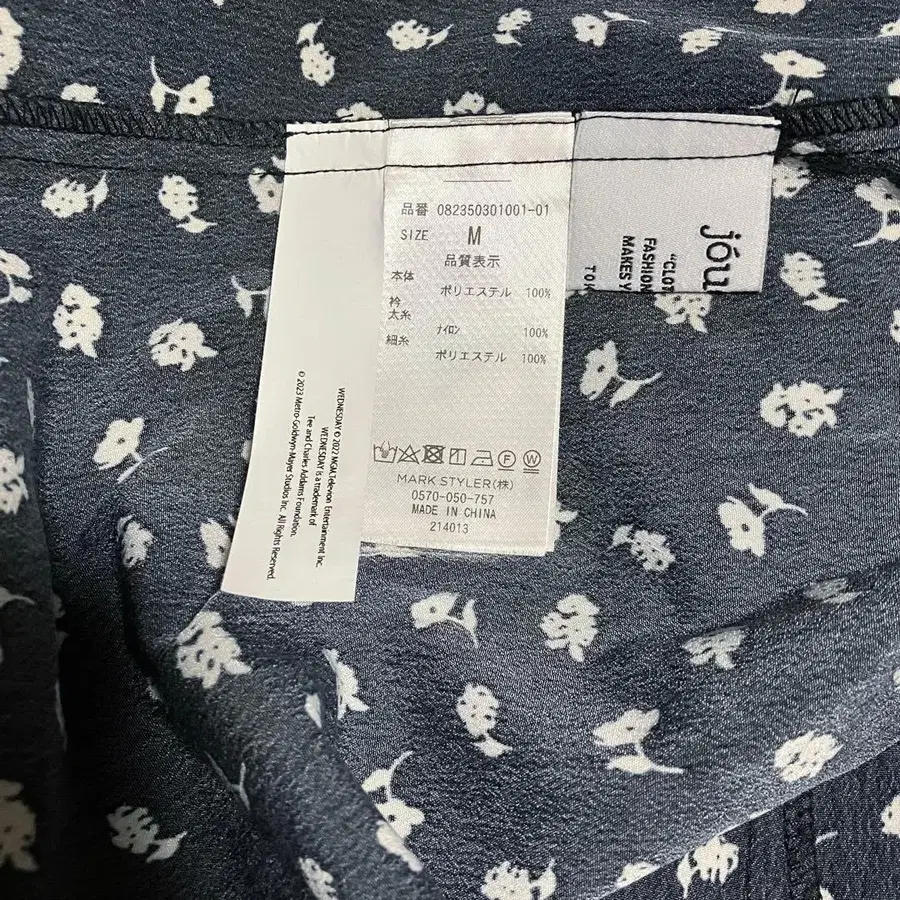 WEDNESDAY © 2022 MGM Television Entertainment Inc.
WEDNESDAY is a trademark of
Tee and Charles Addams Foundation.
© 2023 Metro-Goldwyn-Mayer Studios Inc. All Rights Reserved.
品番 082350301001-01
SIZE M
品質表示
本体
ポリエステル 100%
衿
太糸
ナイロン 100%
細糸
ポリエステル 100%
MARK STYLER(株)
0570-050-757
MADE IN CHINA
214013
jóu
"CLOT
FASHION
MAKES Y
TO K